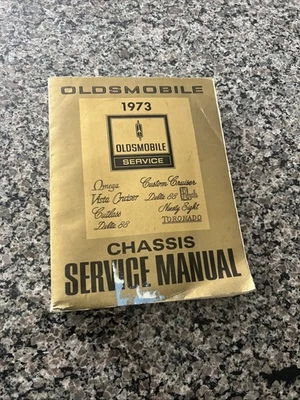 OLDSMOBILE
1973
OLDSMOBILE
SERVICE
Omega Custom Cruiser
Vista Cruiser Delta 88
Cutlass Ninety Eight
Delta 88 TORONADO
CHASSIS
SERVICE MANUAL